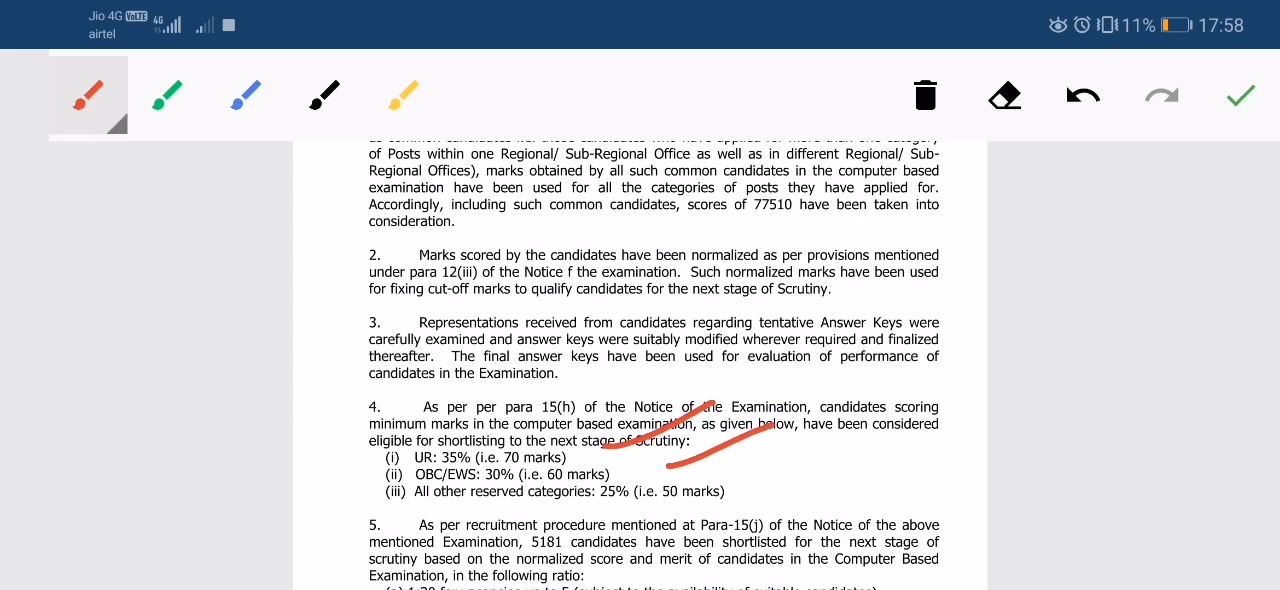 Jio 4G VoLTE 4G
airtel
11% 17:58
of Posts within one Regional/ Sub-Regional Office as well as in different Regional/ Sub-
Regional Offices), marks obtained by all such common candidates in the computer based
examination have been used for all the categories of posts they have applied for.
Accordingly, including such common candidates, scores of 77510 have been taken into
consideration.
2. Marks scored by the candidates have been normalized as per provisions mentioned
under para 12(iii) of the Notice f the examination. Such normalized marks have been used
for fixing cut-off marks to qualify candidates for the next stage of Scrutiny.
3. Representations received from candidates regarding tentative Answer Keys were
carefully examined and answer keys were suitably modified wherever required and finalized
thereafter. The final answer keys have been used for evaluation of performance of
candidates in the Examination.
4. As per per para 15(h) of the Notice of the Examination, candidates scoring
minimum marks in the computer based examination, as given below, have been considered
eligible for shortlisting to the next stage of Scrutiny:
(i) UR: 35% (i.e. 70 marks)
(ii) OBC/EWS: 30% (i.e. 60 marks)
(iii) All other reserved categories: 25% (i.e. 50 marks)
5. As per recruitment procedure mentioned at Para-15(j) of the Notice of the above
mentioned Examination, 5181 candidates have been shortlisted for the next stage of
scrutiny based on the normalized score and merit of candidates in the Computer Based
Examination, in the following ratio: